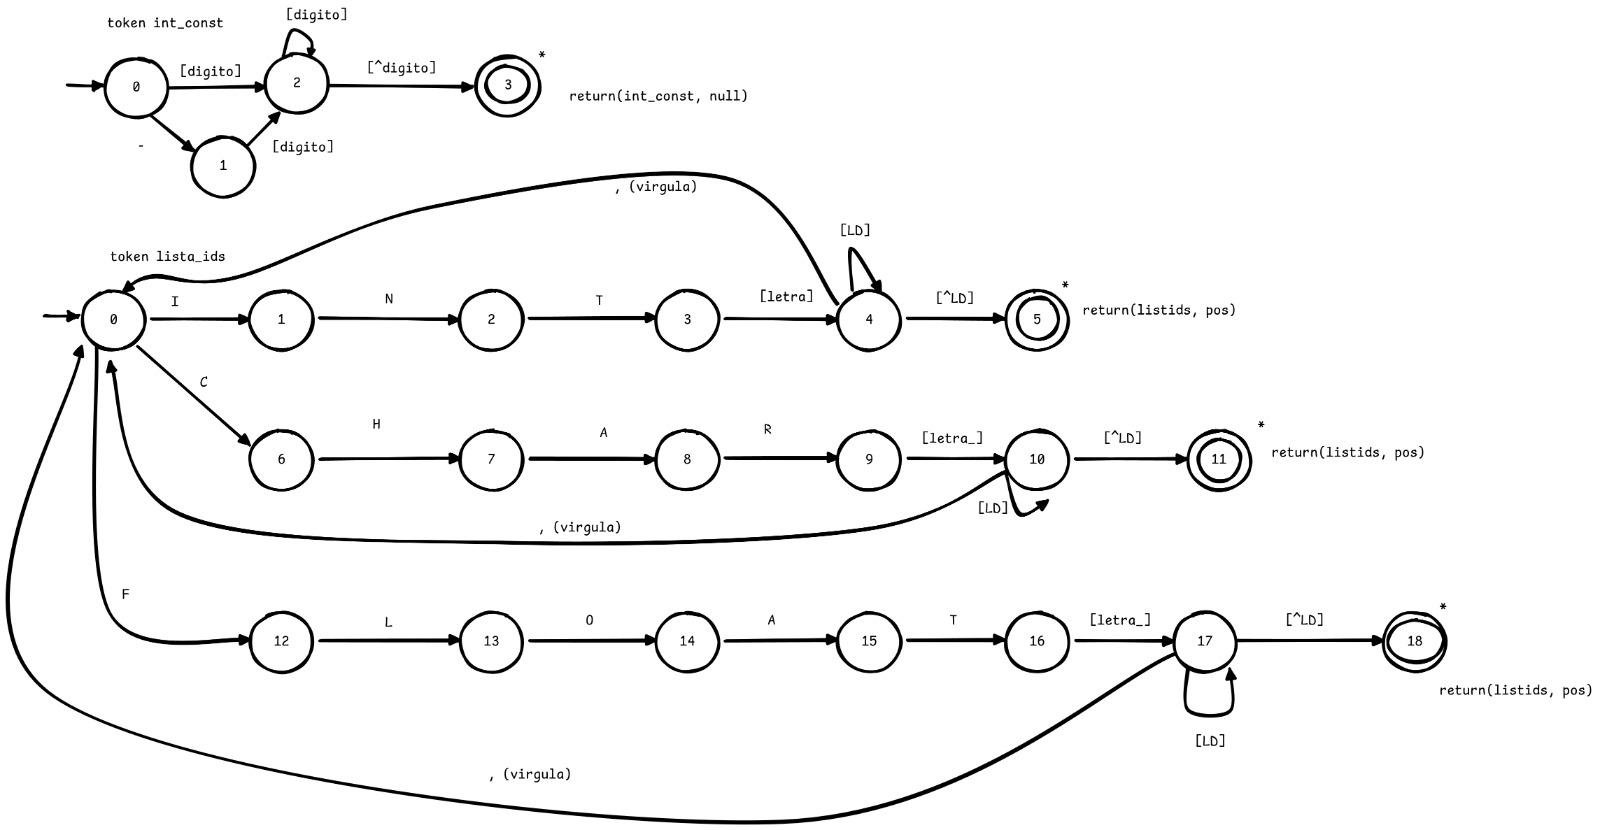 token int_const
[digito]
*
[digito]
[^digito]
0
2
3
return(int_const, null)
-
[digito]
1
, (virgula)
[LD]
token lista_ids
*
I
N
T
[letra]
[^LD]
return(listids, pos)
0
1
2
3
4
5
C
H
A
R
[letra_]
[^LD]
*
return(listids, pos)
6
7
8
9
10
11
[LD]
, (virgula)
F
L
O
A
T
[letra_]
[^LD]
*
12
13
14
15
16
17
18
return(listids, pos)
[LD]
, (virgula)